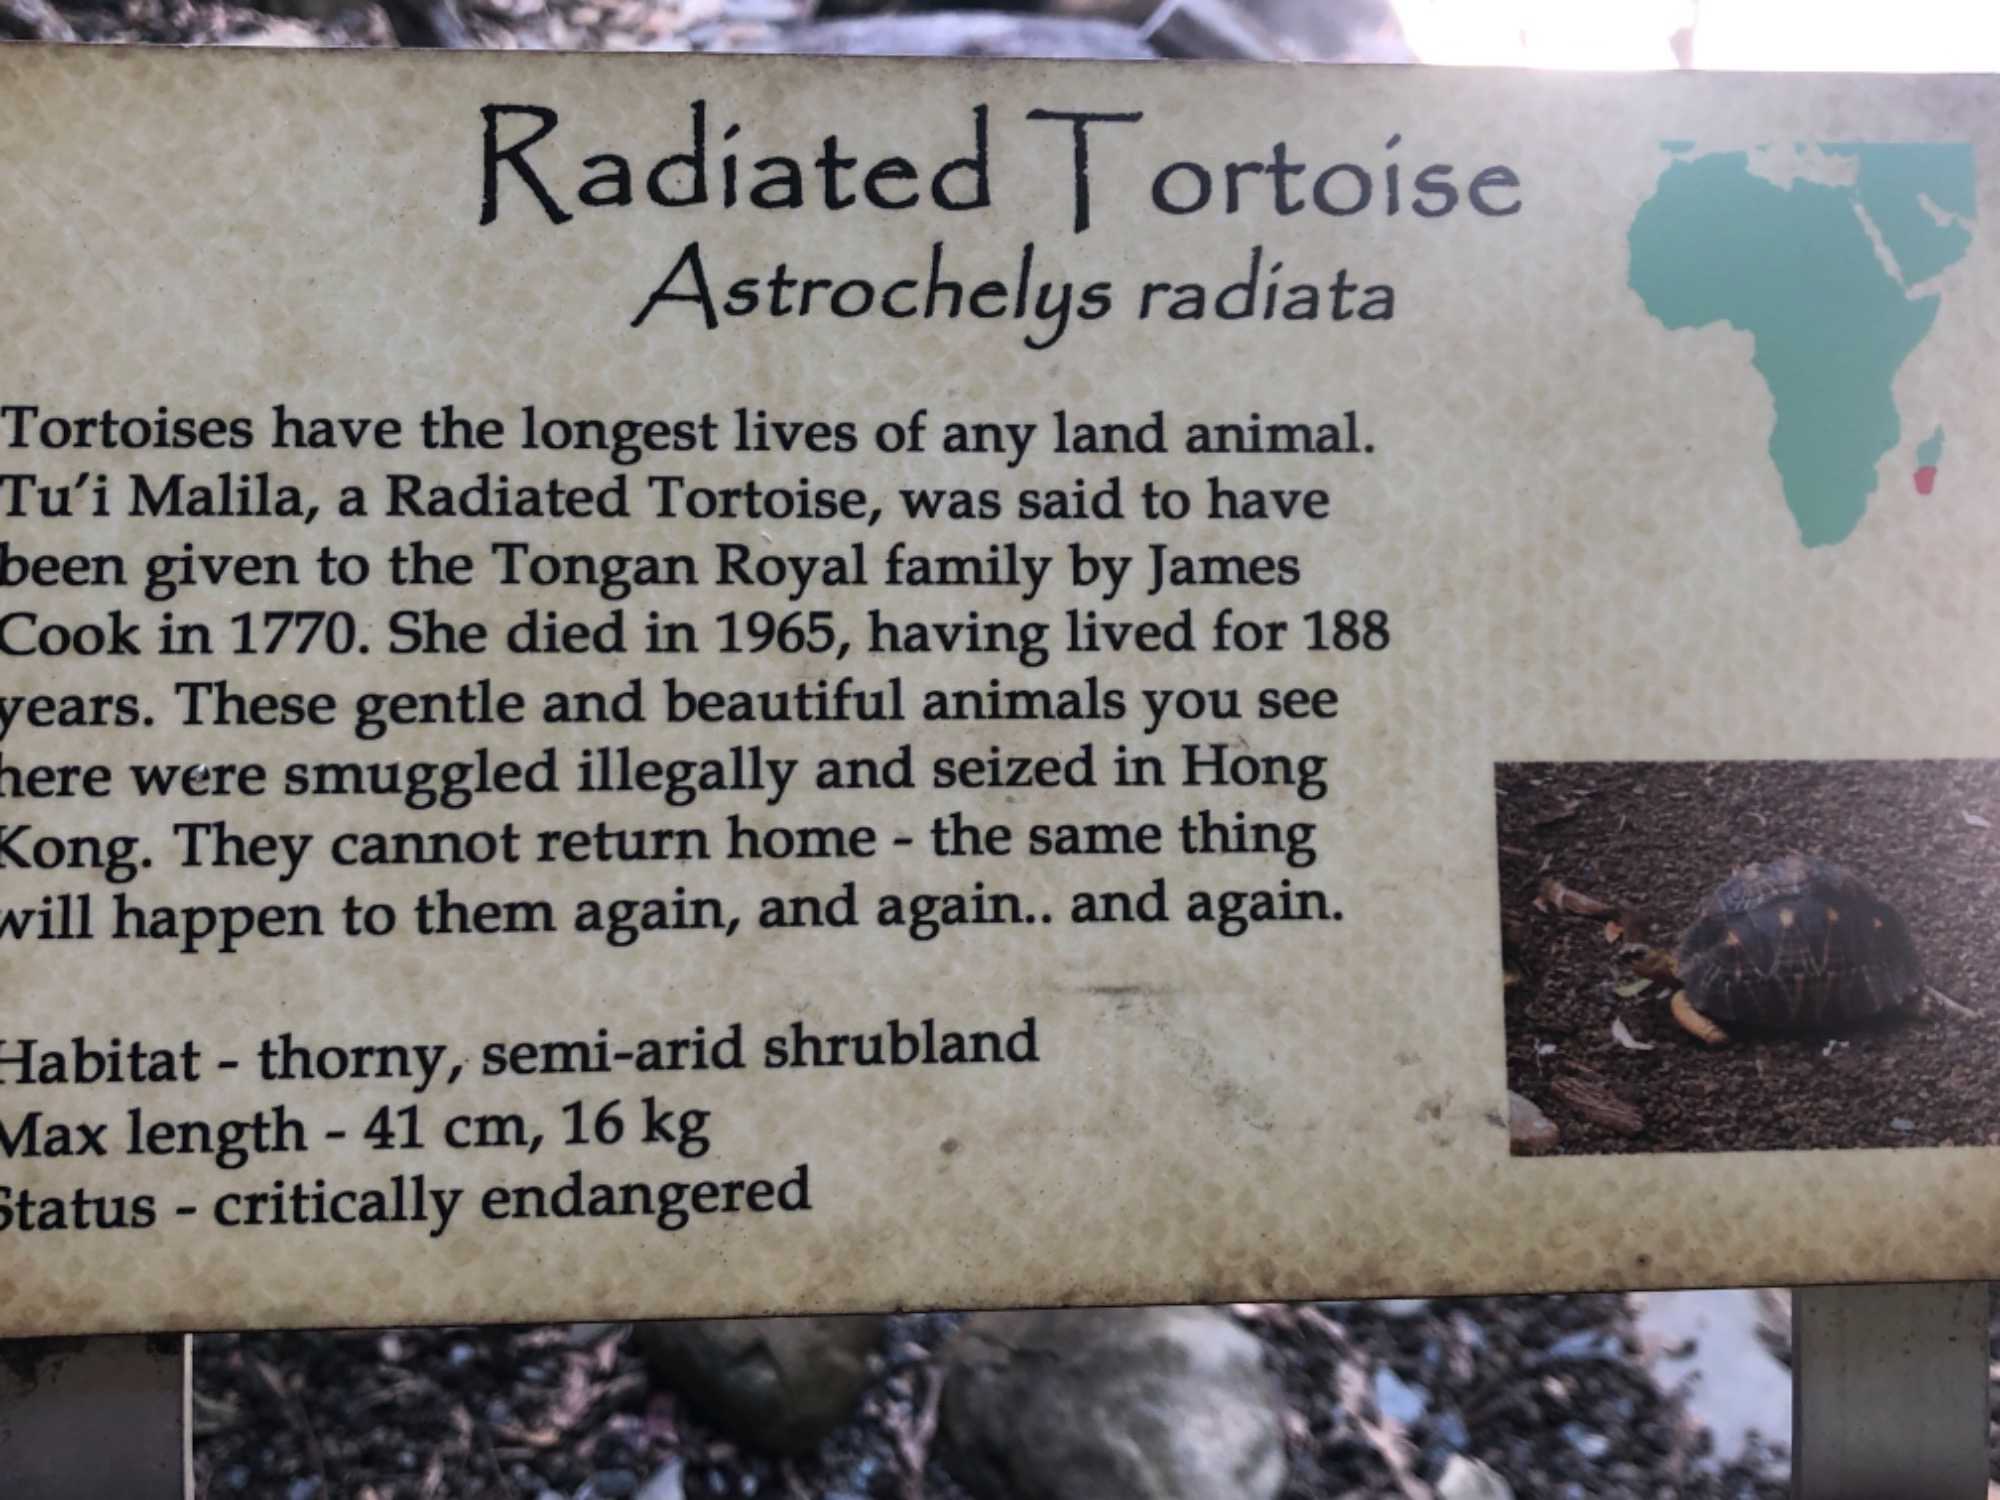 Radiated Tortoise
Astrochelys radiata
Tortoises have the longest lives of any land animal.
Tu'i Malila, a Radiated Tortoise, was said to have
been given to the Tongan Royal family by James
Cook in 1770. She died in 1965, having lived for 188
years. These gentle and beautiful animals you see
here were smuggled illegally and seized in Hong
Kong. They cannot return home - the same thing
will happen to them again, and again.. and again.
Habitat - thorny, semi-arid shrubland
Max length - 41 cm, 16 kg
Status - critically endangered